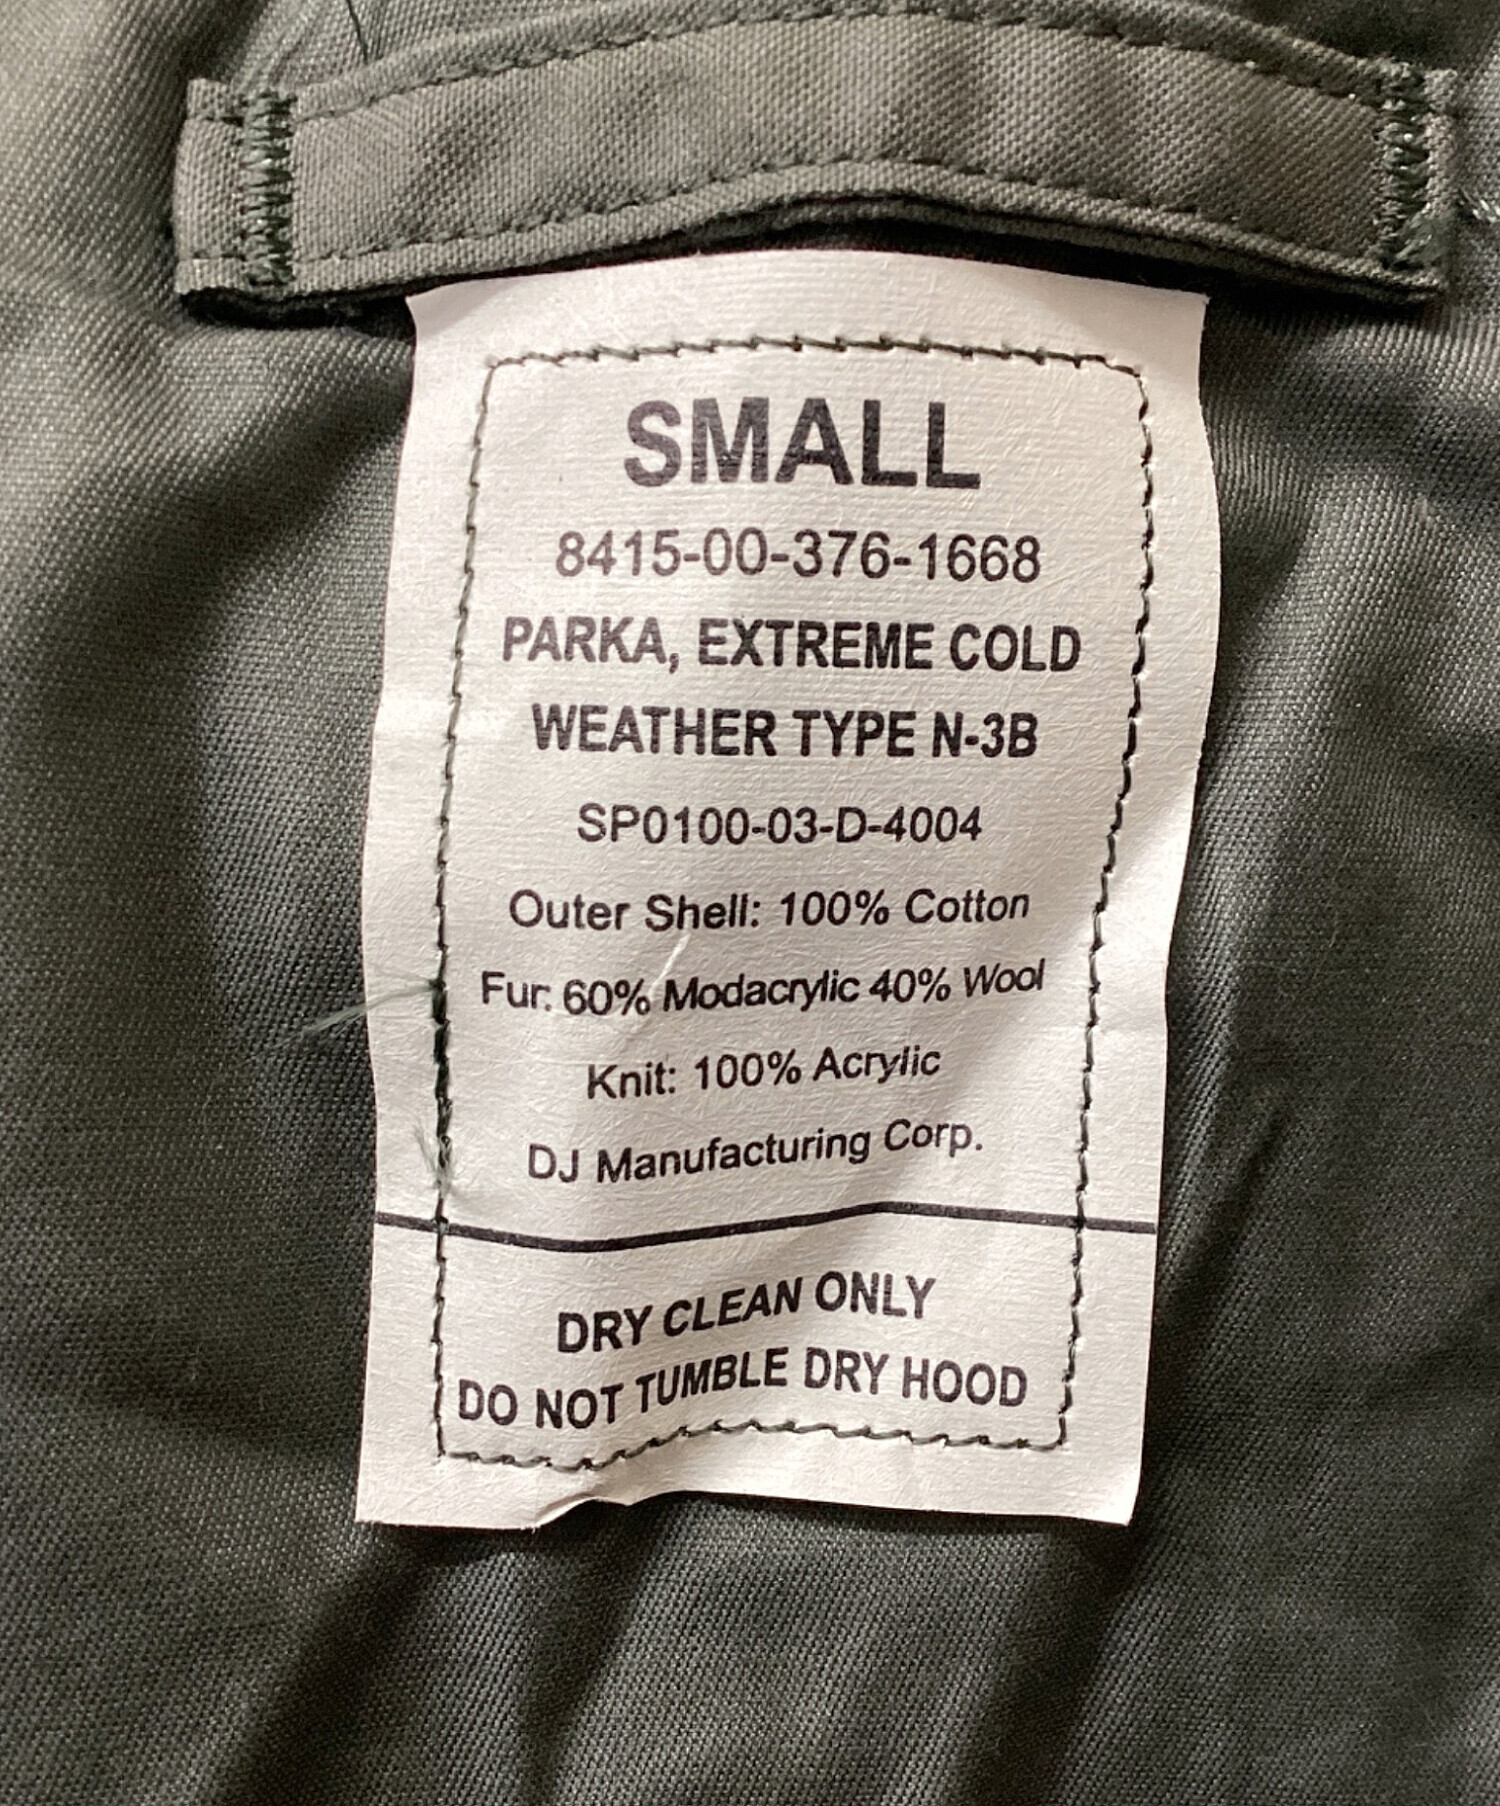 SMALL
8415-00-376-1668
PARKA, EXTREME COLD
WEATHER TYPE N-3B
SP0100-03-D-4004
Outer Shell: 100% Cotton
Fur: 60% Modacrylic 40% Wool
Knit: 100% Acrylic
DJ Manufacturing Corp.
DRY CLEAN ONLY
DO NOT TUMBLE DRY HOOD